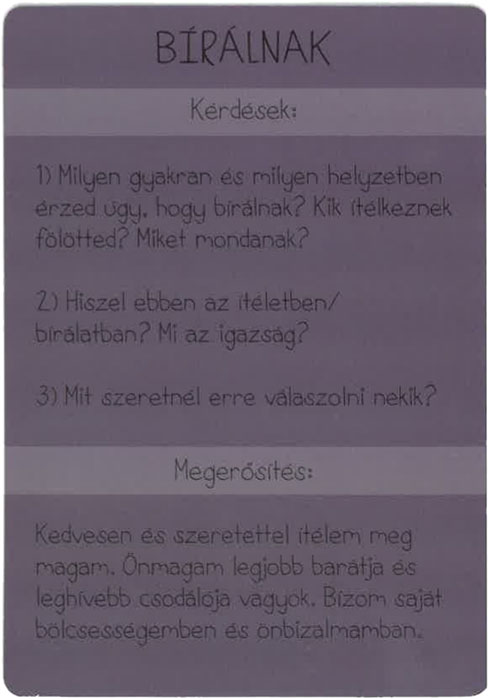 BÍRÁLNAK
Kérdések:
1) Milyen gyakran és milyen helyzetben
érzed úgy, hogy bírálnak? Kik ítélkeznek
fölötted? Miket mondanak?
2) Hiszel ebben az ítéletben/
bírálatban? Mi az igazság?
3) Mit szeretnél erre válaszolni nekik?
Megerősítés:
Kedvesen és szeretettel ítélem meg
magam. Önmagam legjobb barátja és
leghívebb csodálója vagyok. Bízom saját
bölcsességemben és önbizalmamban.